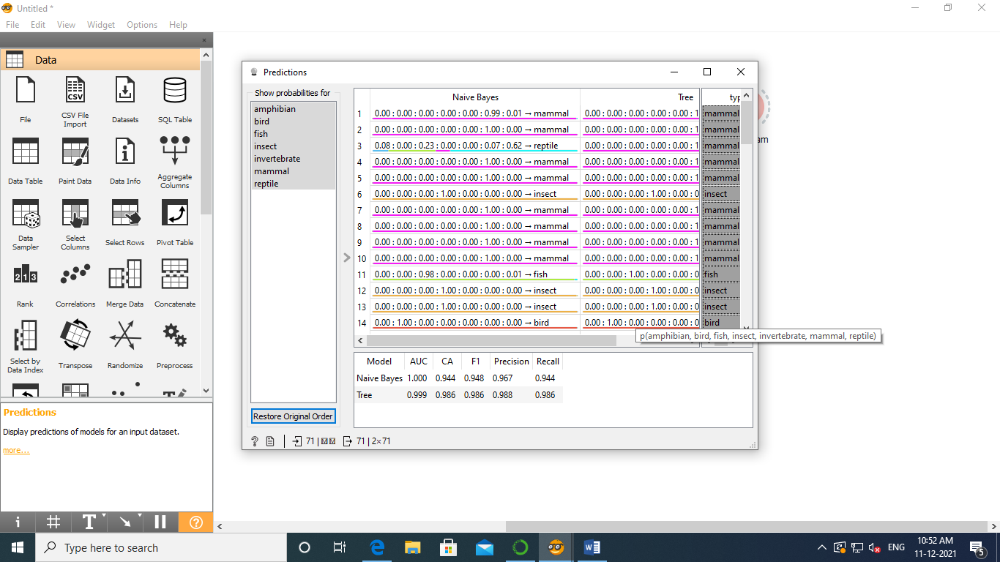 Untitled *
File Edit View Widget Options Help
Data
File
CSV File Import
Datasets
SQL Table
Data Table
Paint Data
Data Info
Aggregate Columns
Data Sampler
Select Columns
Select Rows
Pivot Table
Rank
Correlations
Merge Data
Concatenate
Select by Data Index
Transpose
Randomize
Preprocess
Predictions
Display predictions of models for an input dataset.
more...
Predictions
Show probabilities for
amphibian
bird
fish
insect
invertebrate
mammal
reptile
Restore Original Order
Naive Bayes Tree typ
1 0.00 : 0.00 : 0.00 : 0.00 : 0.00 : 0.99 : 0.01 → mammal 0.00 : 0.00 : 0.00 : 0.00 : 0.00 : 1 mammal
2 0.00 : 0.00 : 0.00 : 0.00 : 0.00 : 1.00 : 0.00 → mammal 0.00 : 0.00 : 0.00 : 0.00 : 0.00 : 1 mammal
3 0.08 : 0.00 : 0.23 : 0.00 : 0.00 : 0.07 : 0.62 → reptile 0.00 : 0.00 : 0.00 : 0.00 : 0.00 : 1 mammal
4 0.00 : 0.00 : 0.00 : 0.00 : 0.00 : 1.00 : 0.00 → mammal 0.00 : 0.00 : 0.00 : 0.00 : 0.00 : 1 mammal
5 0.00 : 0.00 : 0.00 : 0.00 : 0.00 : 1.00 : 0.00 → mammal 0.00 : 0.00 : 0.00 : 0.00 : 0.00 : 1 mammal
6 0.00 : 0.00 : 0.00 : 1.00 : 0.00 : 0.00 : 0.00 → insect 0.00 : 0.00 : 0.00 : 1.00 : 0.00 : 0 insect
7 0.00 : 0.00 : 0.00 : 0.00 : 0.00 : 1.00 : 0.00 → mammal 0.00 : 0.00 : 0.00 : 0.00 : 0.00 : 1 mammal
8 0.00 : 0.00 : 0.00 : 0.00 : 0.00 : 1.00 : 0.00 → mammal 0.00 : 0.00 : 0.00 : 0.00 : 0.00 : 1 mammal
9 0.00 : 0.00 : 0.00 : 0.00 : 0.00 : 1.00 : 0.00 → mammal 0.00 : 0.00 : 0.00 : 0.00 : 0.00 : 1 mammal
10 0.00 : 0.00 : 0.00 : 0.00 : 0.00 : 1.00 : 0.00 → mammal 0.00 : 0.00 : 0.00 : 0.00 : 0.00 : 1 mammal
11 0.00 : 0.00 : 0.98 : 0.00 : 0.00 : 0.00 : 0.01 → fish 0.00 : 0.00 : 1.00 : 0.00 : 0.00 : 0 fish
12 0.00 : 0.00 : 0.00 : 1.00 : 0.00 : 0.00 : 0.00 → insect 0.00 : 0.00 : 0.00 : 1.00 : 0.00 : 0 insect
13 0.00 : 0.00 : 0.00 : 1.00 : 0.00 : 0.00 : 0.00 → insect 0.00 : 0.00 : 0.00 : 1.00 : 0.00 : 0 insect
14 0.00 : 1.00 : 0.00 : 0.00 : 0.00 : 0.00 : 0.00 → bird 0.00 : 1.00 : 0.00 : 0.00 : 0.00 : 0 bird
p(amphibian, bird, fish, insect, invertebrate, mammal, reptile)
Model AUC CA F1 Precision Recall
Naive Bayes 1.000 0.944 0.948 0.967 0.944
Tree 0.999 0.986 0.986 0.988 0.986
71 | 71 | 2×71
am
Type here to search
ENG
10:52 AM
11-12-2021
5